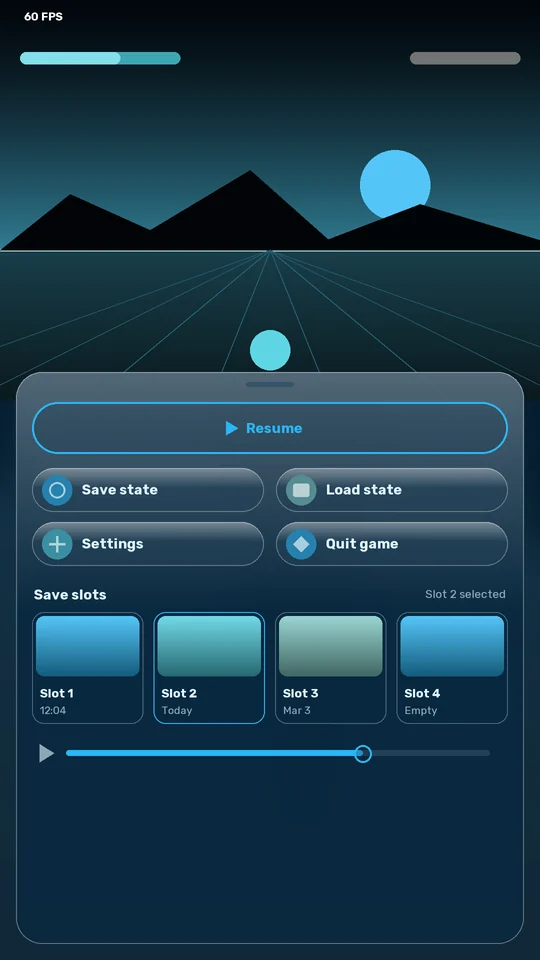 60 FPS
Resume
Save state
Load state
Settings
Quit game
Save slots
Slot 2 selected
Slot 1
12:04
Slot 2
Today
Slot 3
Mar 3
Slot 4
Empty